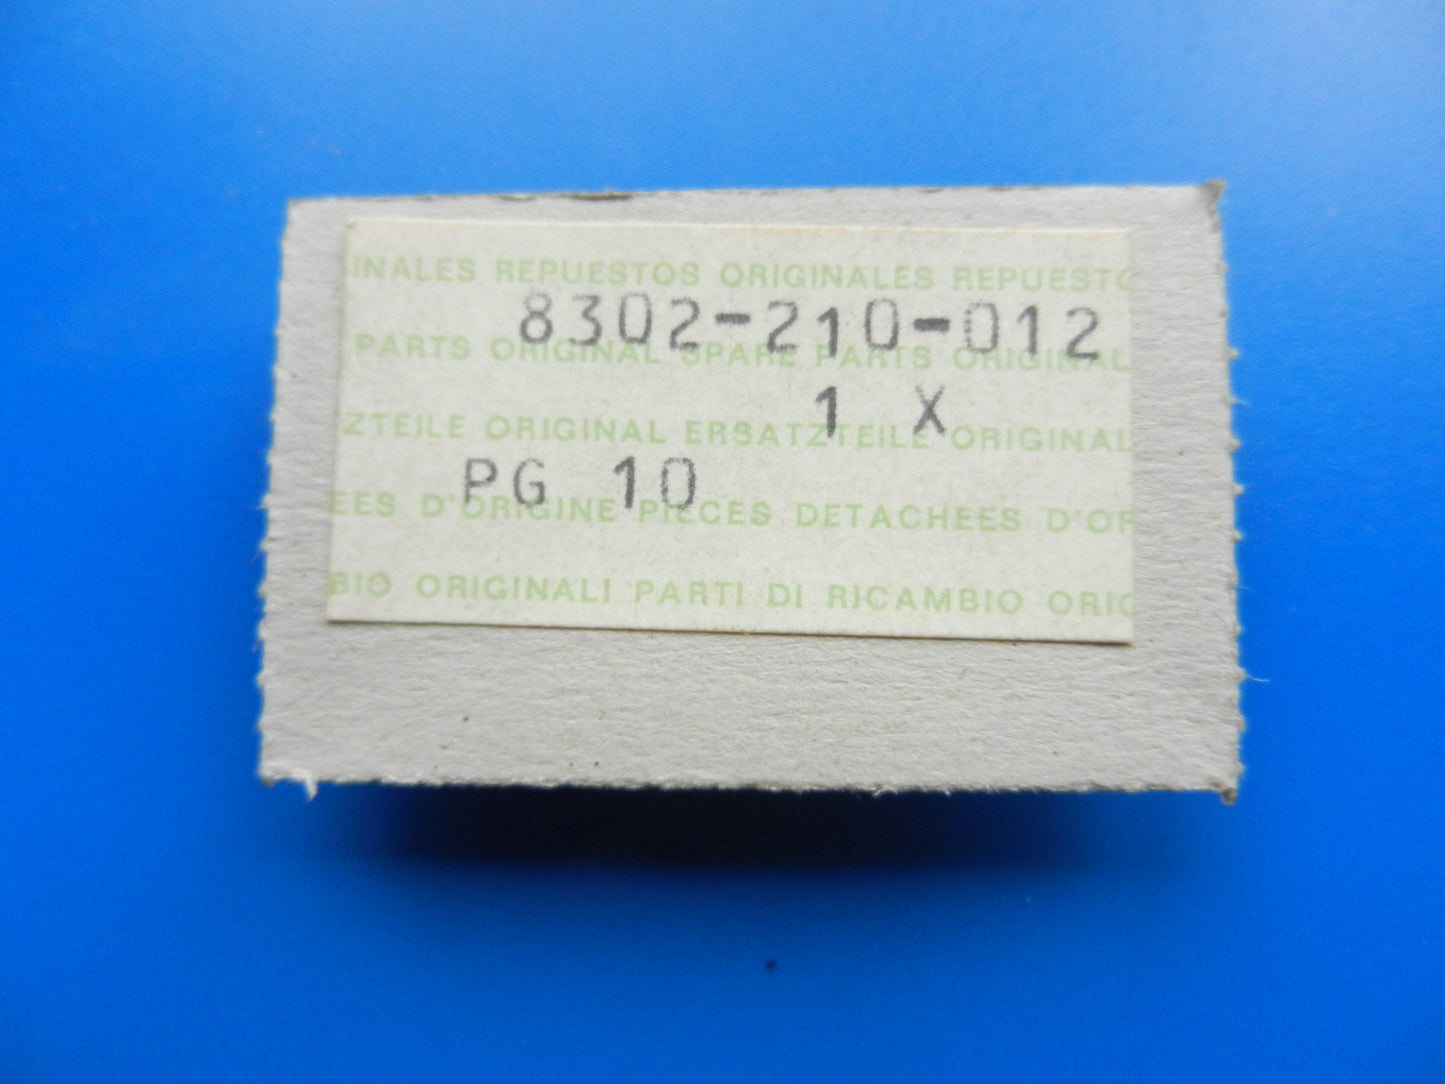 INALES REPUESTOS ORIGINALES REPUESTO
8302-210-012
PARTS ORIGINAL SPARE PARTS ORIGINAL
1 X
ZTEILE ORIGINAL ERSATZTEILE ORIGINAL
PG 10
EES D'ORIGINE PIECES DETACHEES D'OR
BIO ORIGINALI PARTI DI RICAMBIO ORIG